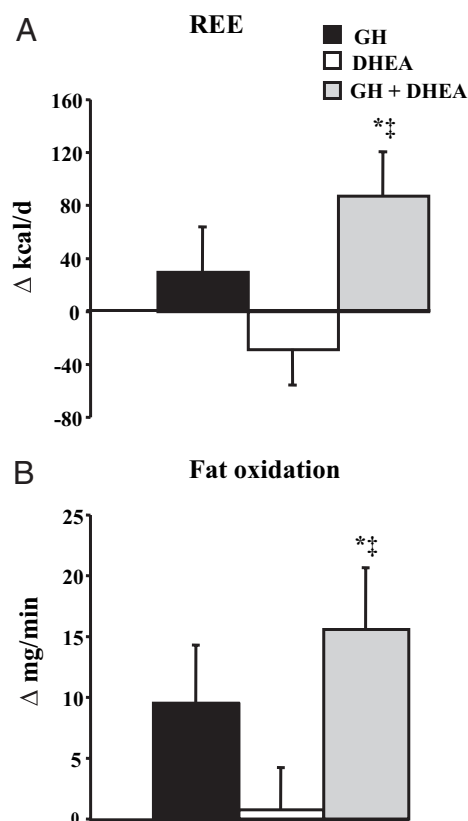 A
REE
GH
DHEA
GH + DHEA
*‡
160
120
80
40
0
-40
-80
Δ kcal/d
B
Fat oxidation
*‡
25
20
15
10
5
0
Δ mg/min